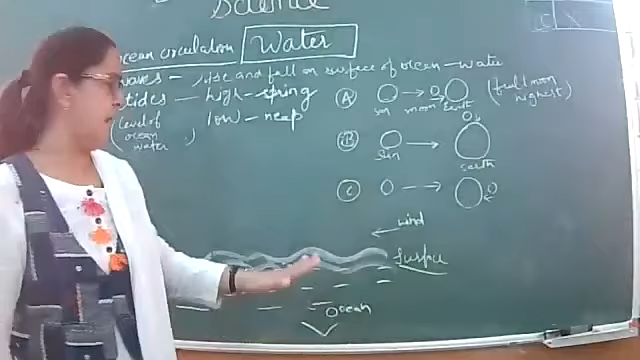 Science
ocean circulation Water
waves – rise and fall on surface of ocean – water
tides – high – spring
(level of ocean water) low – neap
A sun moon Earth (full moon highest)
B Sun earth
C
wind
Surface
Ocean